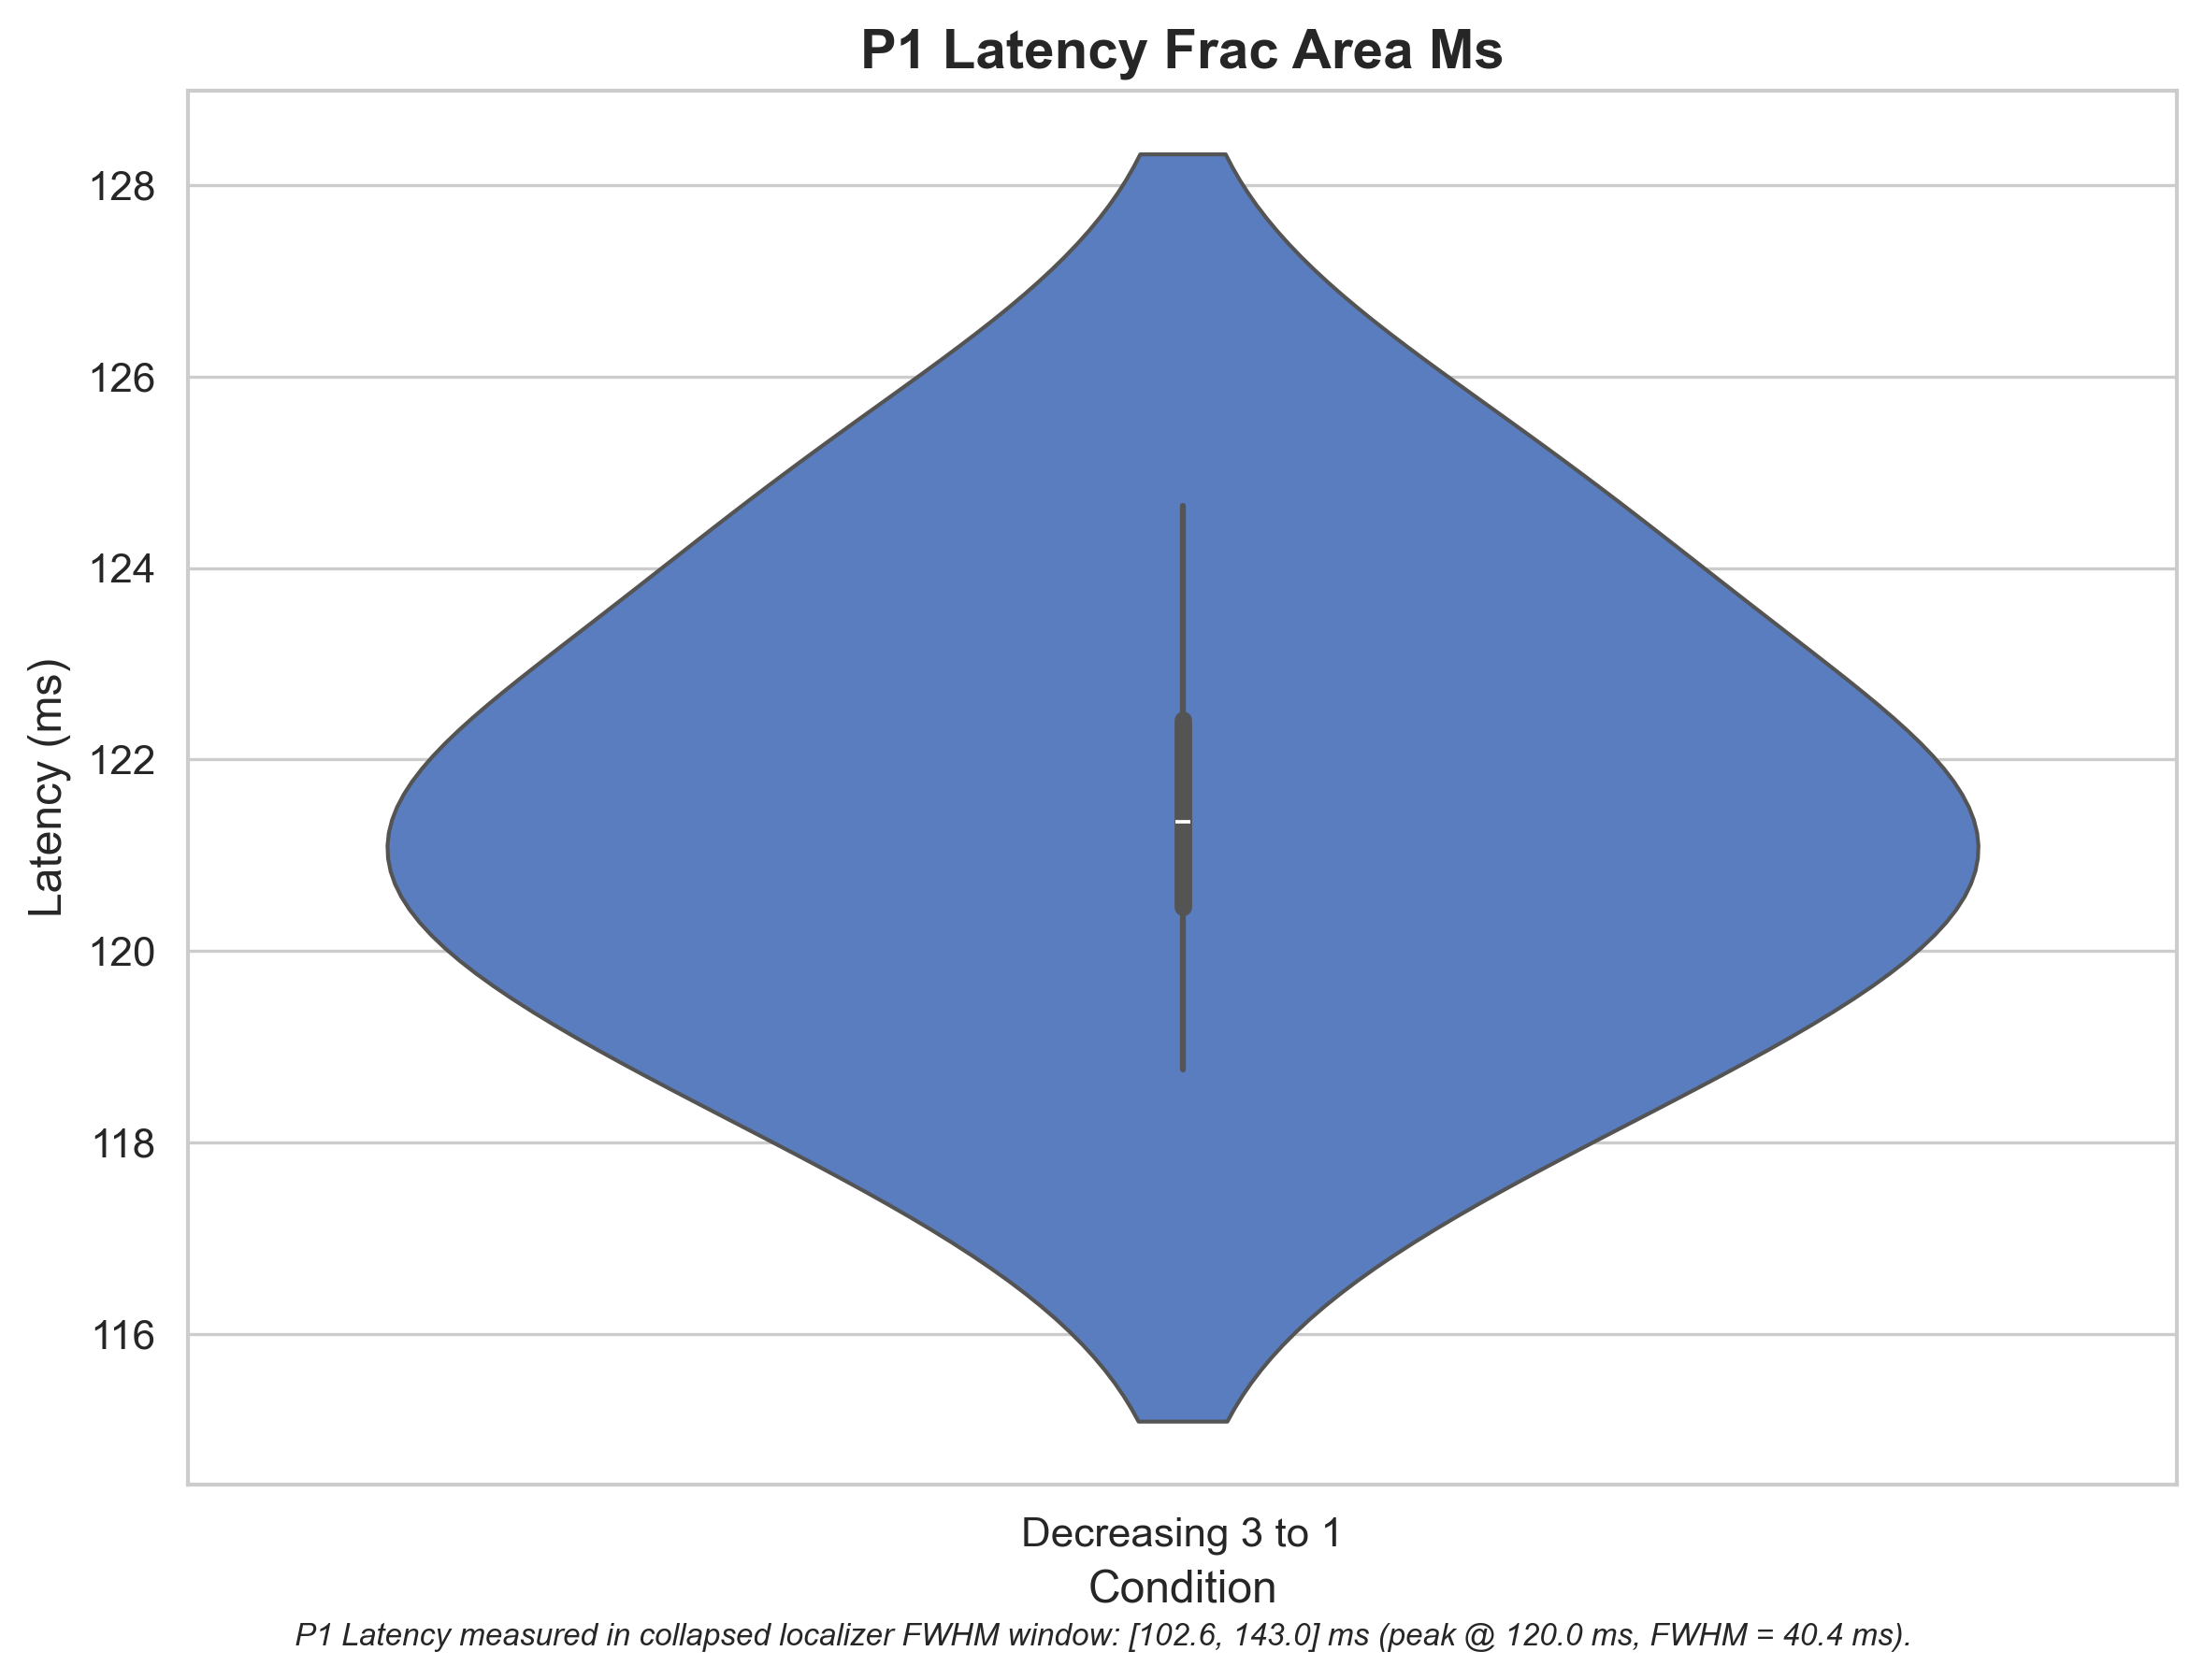 P1 Latency Frac Area Ms
Latency (ms)
128
126
124
122
120
118
116
Decreasing 3 to 1
Condition
P1 Latency measured in collapsed localizer FWHM window: [102.6, 143.0] ms (peak @ 120.0 ms, FWHM = 40.4 ms).